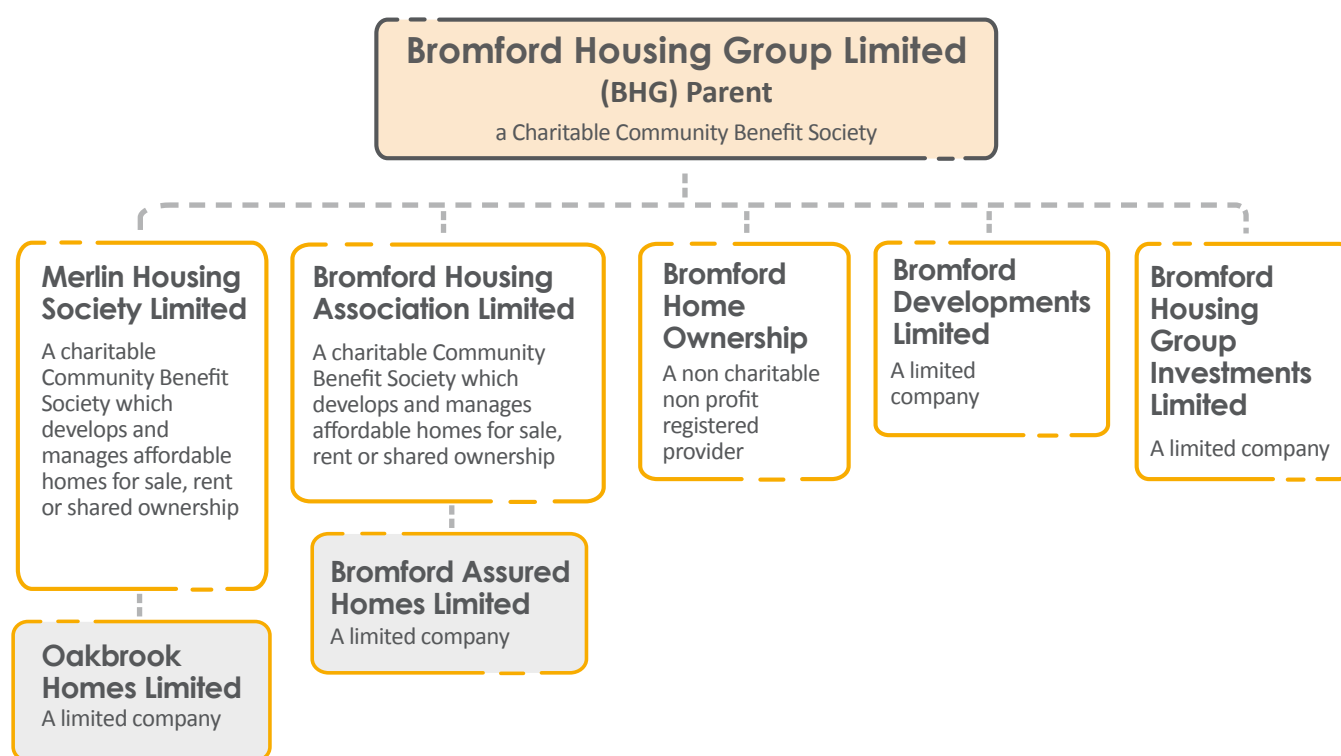 Bromford Housing Group Limited
(BHG) Parent
a Charitable Community Benefit Society
Merlin Housing
Society Limited
A charitable
Community Benefit
Society which
develops and
manages affordable
homes for sale, rent
or shared ownership
Bromford Housing
Association Limited
A charitable Community
Benefit Society which
develops and manages
affordable homes for sale,
rent or shared ownership
Bromford
Home
Ownership
A non charitable
non profit
registered
provider
Bromford
Developments
Limited
A limited
company
Bromford
Housing
Group
Investments
Limited
A limited company
Bromford Assured
Homes Limited
A limited company
Oakbrook
Homes Limited
A limited company